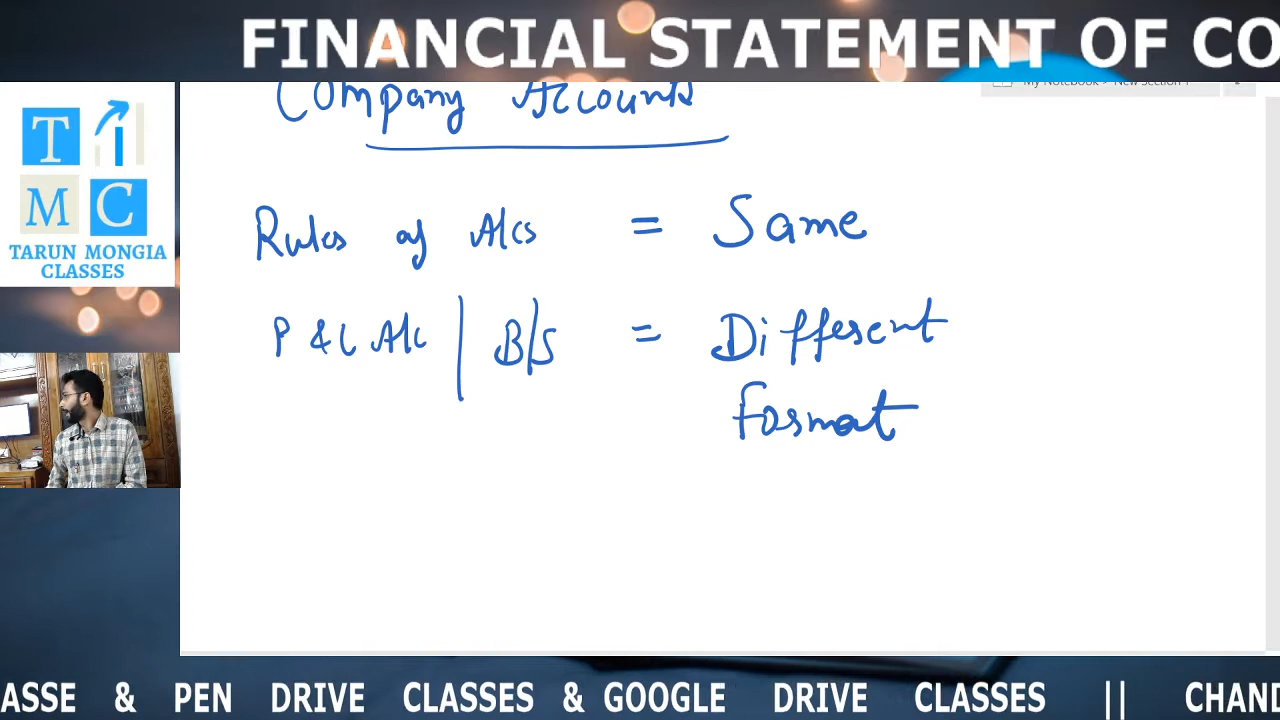 FINANCIAL STATEMENT OF CO
Company Accounts
T
M C
TARUN MONGIA
CLASSES
Rules of A/cs = Same
P & L A/c | B/S = Different
format
ASSE & PEN DRIVE CLASSES & GOOGLE DRIVE CLASSES || CHAND